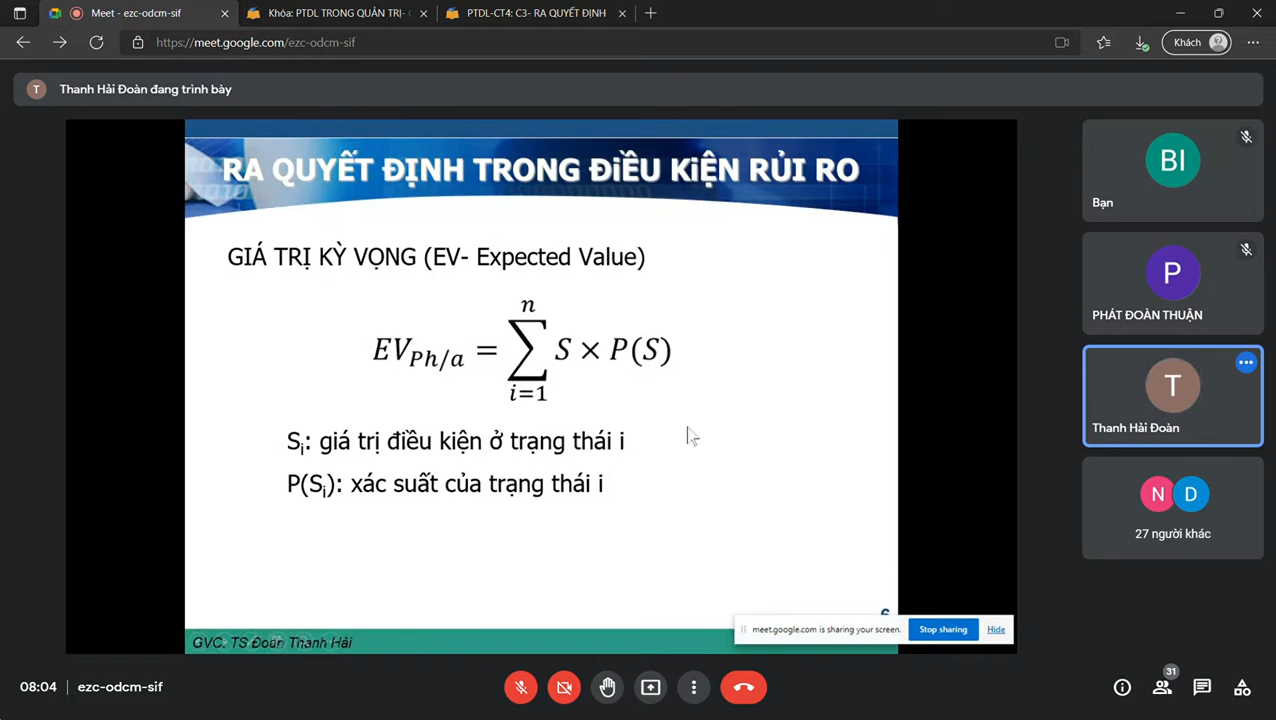 Meet - ezc-odcm-sif
Khóa: PTDL TRONG QUẢN TRỊ- C
PTDL-CT4: C3- RA QUYẾT ĐỊNH
https://meet.google.com/ezc-odcm-sif
Khách
T
Thanh Hải Đoàn đang trình bày
RA QUYẾT ĐỊNH TRONG ĐiỀU KiỆN RỦI RO
GIÁ TRỊ KỲ VỌNG (EV- Expected Value)
n
EV_{Ph/a} = ∑ S × P(S)
i=1
S_i: giá trị điều kiện ở trạng thái i
P(S_i): xác suất của trạng thái i
6
GVC: TS Đoàn Thanh Hải
meet.google.com is sharing your screen.
Stop sharing
Hide
BI
Bạn
P
PHÁT ĐOÀN THUẬN
T
Thanh Hải Đoàn
N
D
27 người khác
08:04 | ezc-odcm-sif
31